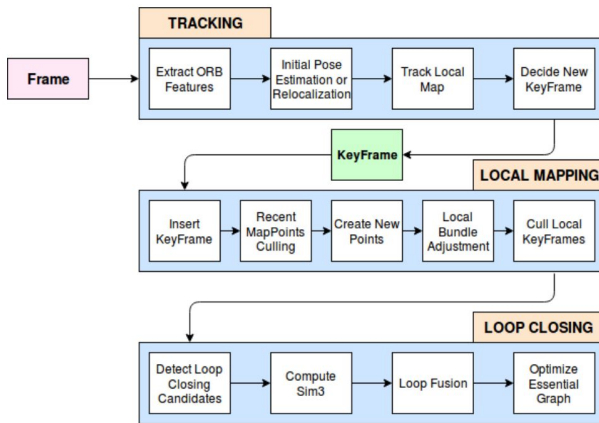 TRACKING
Frame
Extract ORB
Features
Initial Pose
Estimation or
Relocalization
Track Local
Map
Decide New
KeyFrame
KeyFrame
LOCAL MAPPING
Insert
KeyFrame
Recent
MapPoints
Culling
Create New
Points
Local
Bundle
Adjustment
Cull Local
KeyFrames
LOOP CLOSING
Detect Loop
Closing
Candidates
Compute
Sim3
Loop Fusion
Optimize
Essential
Graph